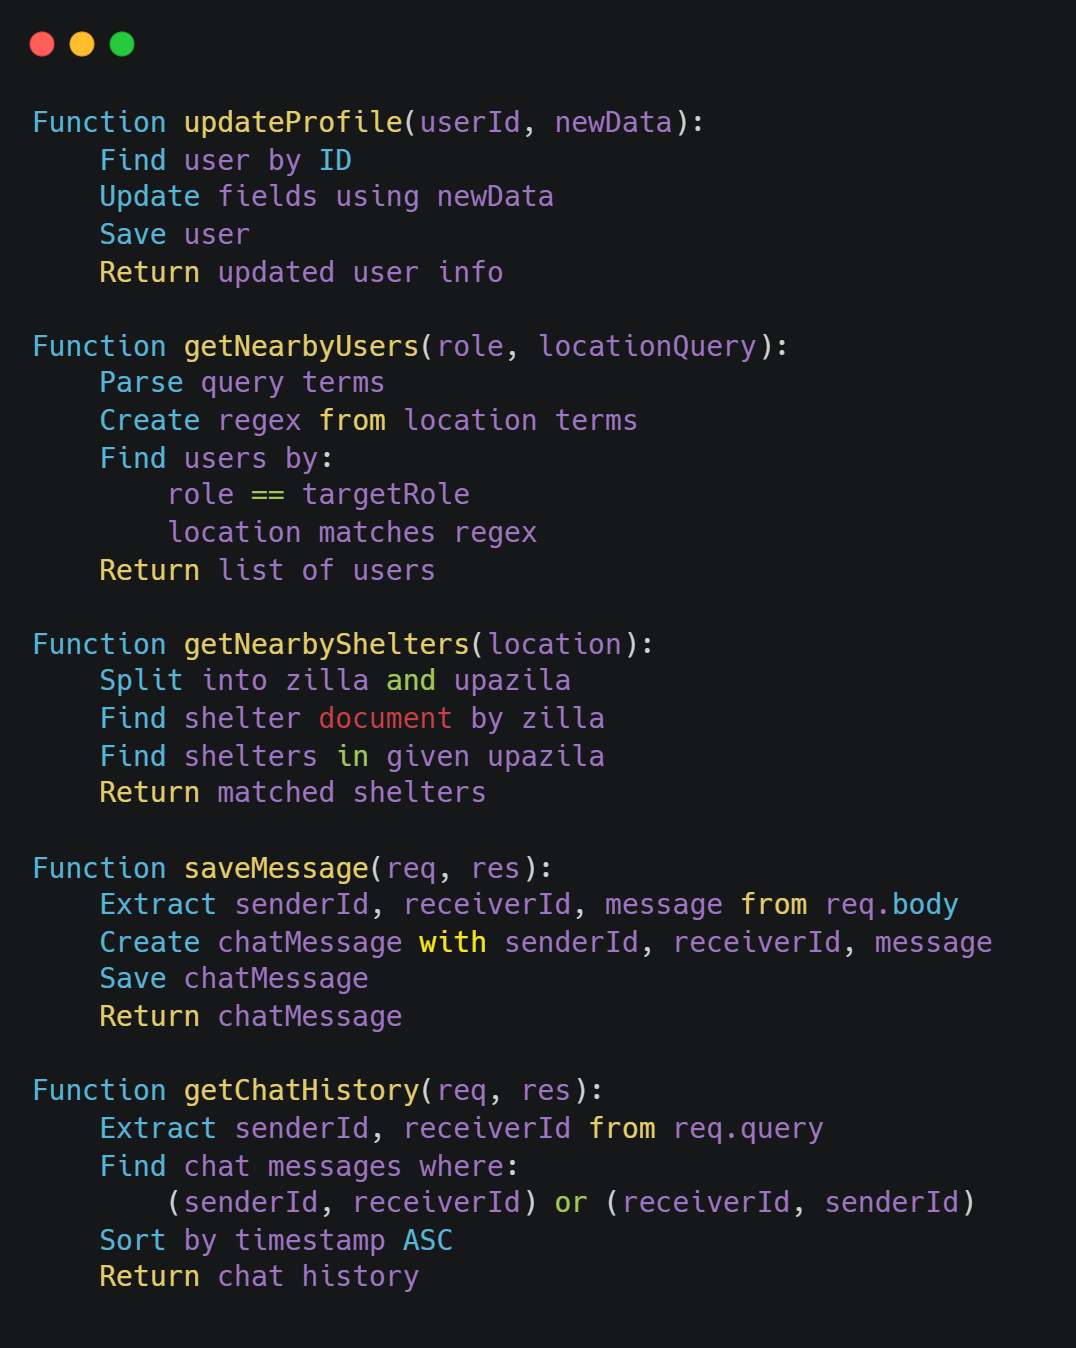 Function updateProfile(userId, newData):
    Find user by ID
    Update fields using newData
    Save user
    Return updated user info

Function getNearbyUsers(role, locationQuery):
    Parse query terms
    Create regex from location terms
    Find users by:
        role == targetRole
        location matches regex
    Return list of users

Function getNearbyShelters(location):
    Split into zilla and upazila
    Find shelter document by zilla
    Find shelters in given upazila
    Return matched shelters

Function saveMessage(req, res):
    Extract senderId, receiverId, message from req.body
    Create chatMessage with senderId, receiverId, message
    Save chatMessage
    Return chatMessage

Function getChatHistory(req, res):
    Extract senderId, receiverId from req.query
    Find chat messages where:
        (senderId, receiverId) or (receiverId, senderId)
    Sort by timestamp ASC
    Return chat history